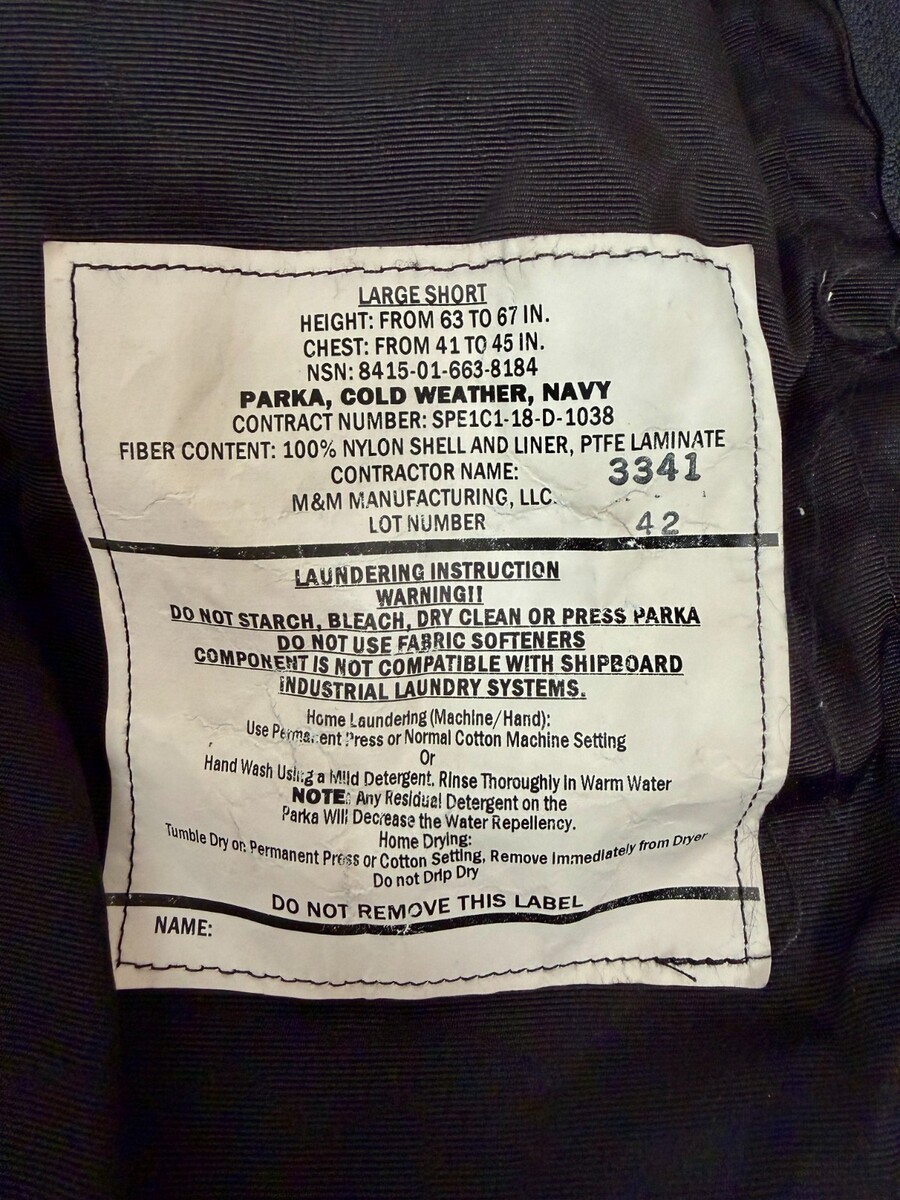 LARGE SHORT
HEIGHT: FROM 63 TO 67 IN.
CHEST: FROM 41 TO 45 IN.
NSN: 8415-01-663-8184
PARKA, COLD WEATHER, NAVY
CONTRACT NUMBER: SPE1C1-18-D-1038
FIBER CONTENT: 100% NYLON SHELL AND LINER, PTFE LAMINATE
CONTRACTOR NAME: 3341
M&M MANUFACTURING, LLC.
LOT NUMBER 42
LAUNDERING INSTRUCTION
WARNING!!
DO NOT STARCH, BLEACH, DRY CLEAN OR PRESS PARKA
DO NOT USE FABRIC SOFTENERS
COMPONENT IS NOT COMPATIBLE WITH SHIPBOARD
INDUSTRIAL LAUNDRY SYSTEMS.
Home Laundering (Machine/Hand):
Use Permanent Press or Normal Cotton Machine Setting
Or
Hand Wash Using a Mild Detergent. Rinse Thoroughly in Warm Water
NOTE: Any Residual Detergent on the
Parka Will Decrease the Water Repellency.
Home Drying:
Tumble Dry on Permanent Press or Cotton Setting, Remove Immediately from Dryer
Do not Drip Dry
DO NOT REMOVE THIS LABEL
NAME: